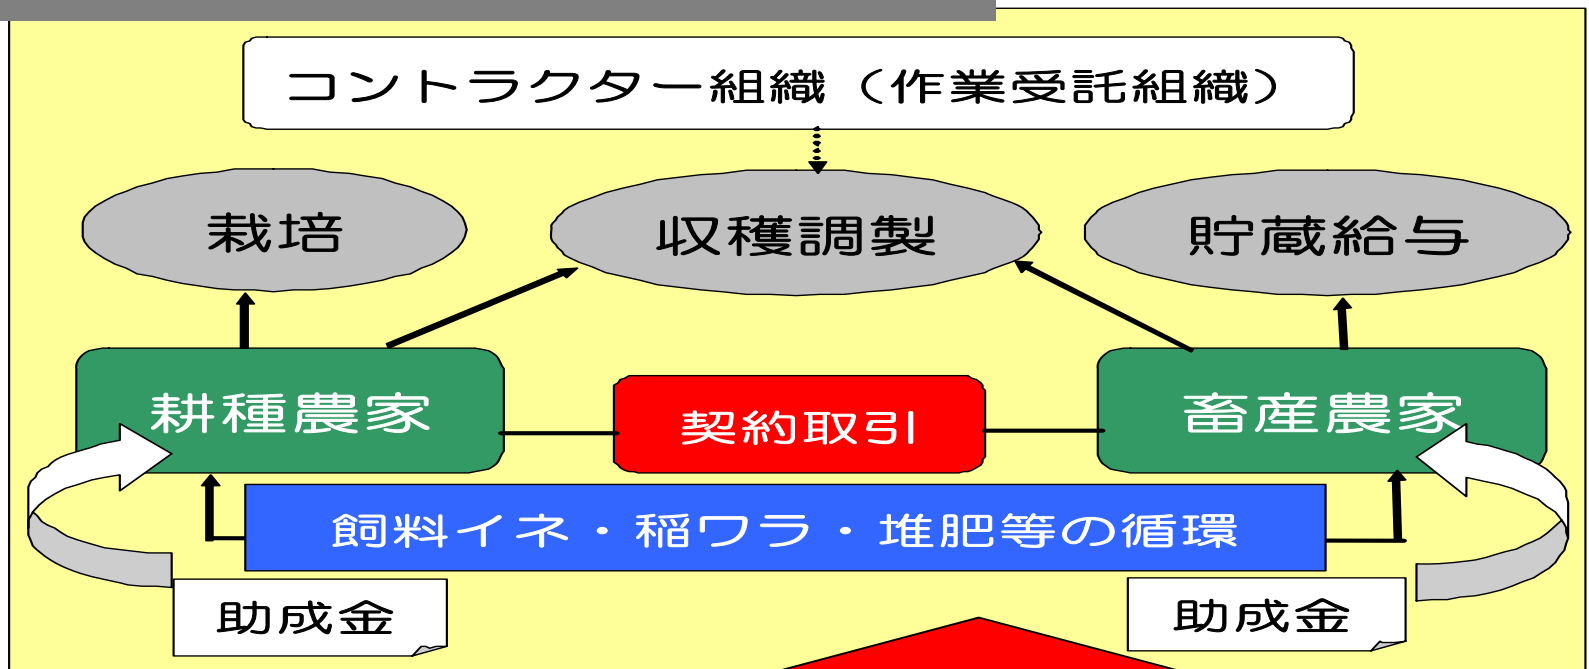 コントラクター組織（作業受託組織）
栽培
収穫調製
貯蔵給与
耕種農家
契約取引
畜産農家
飼料イネ・稲ワラ・堆肥等の循環
助成金
助成金